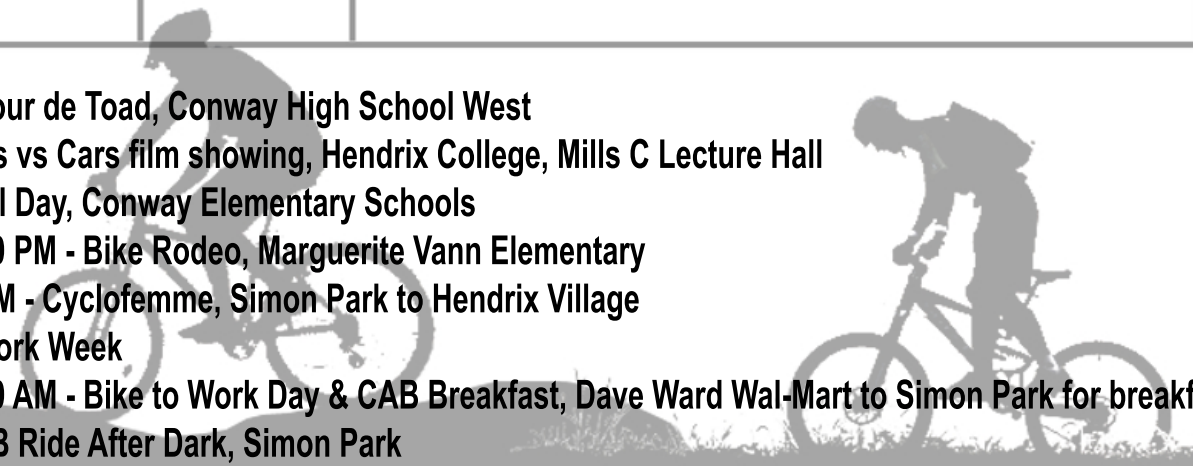 our de Toad, Conway High School West
s vs Cars film showing, Hendrix College, Mills C Lecture Hall
l Day, Conway Elementary Schools
0 PM - Bike Rodeo, Marguerite Vann Elementary
M - Cyclofemme, Simon Park to Hendrix Village
ork Week
0 AM - Bike to Work Day & CAB Breakfast, Dave Ward Wal-Mart to Simon Park for breakf
B Ride After Dark, Simon Park